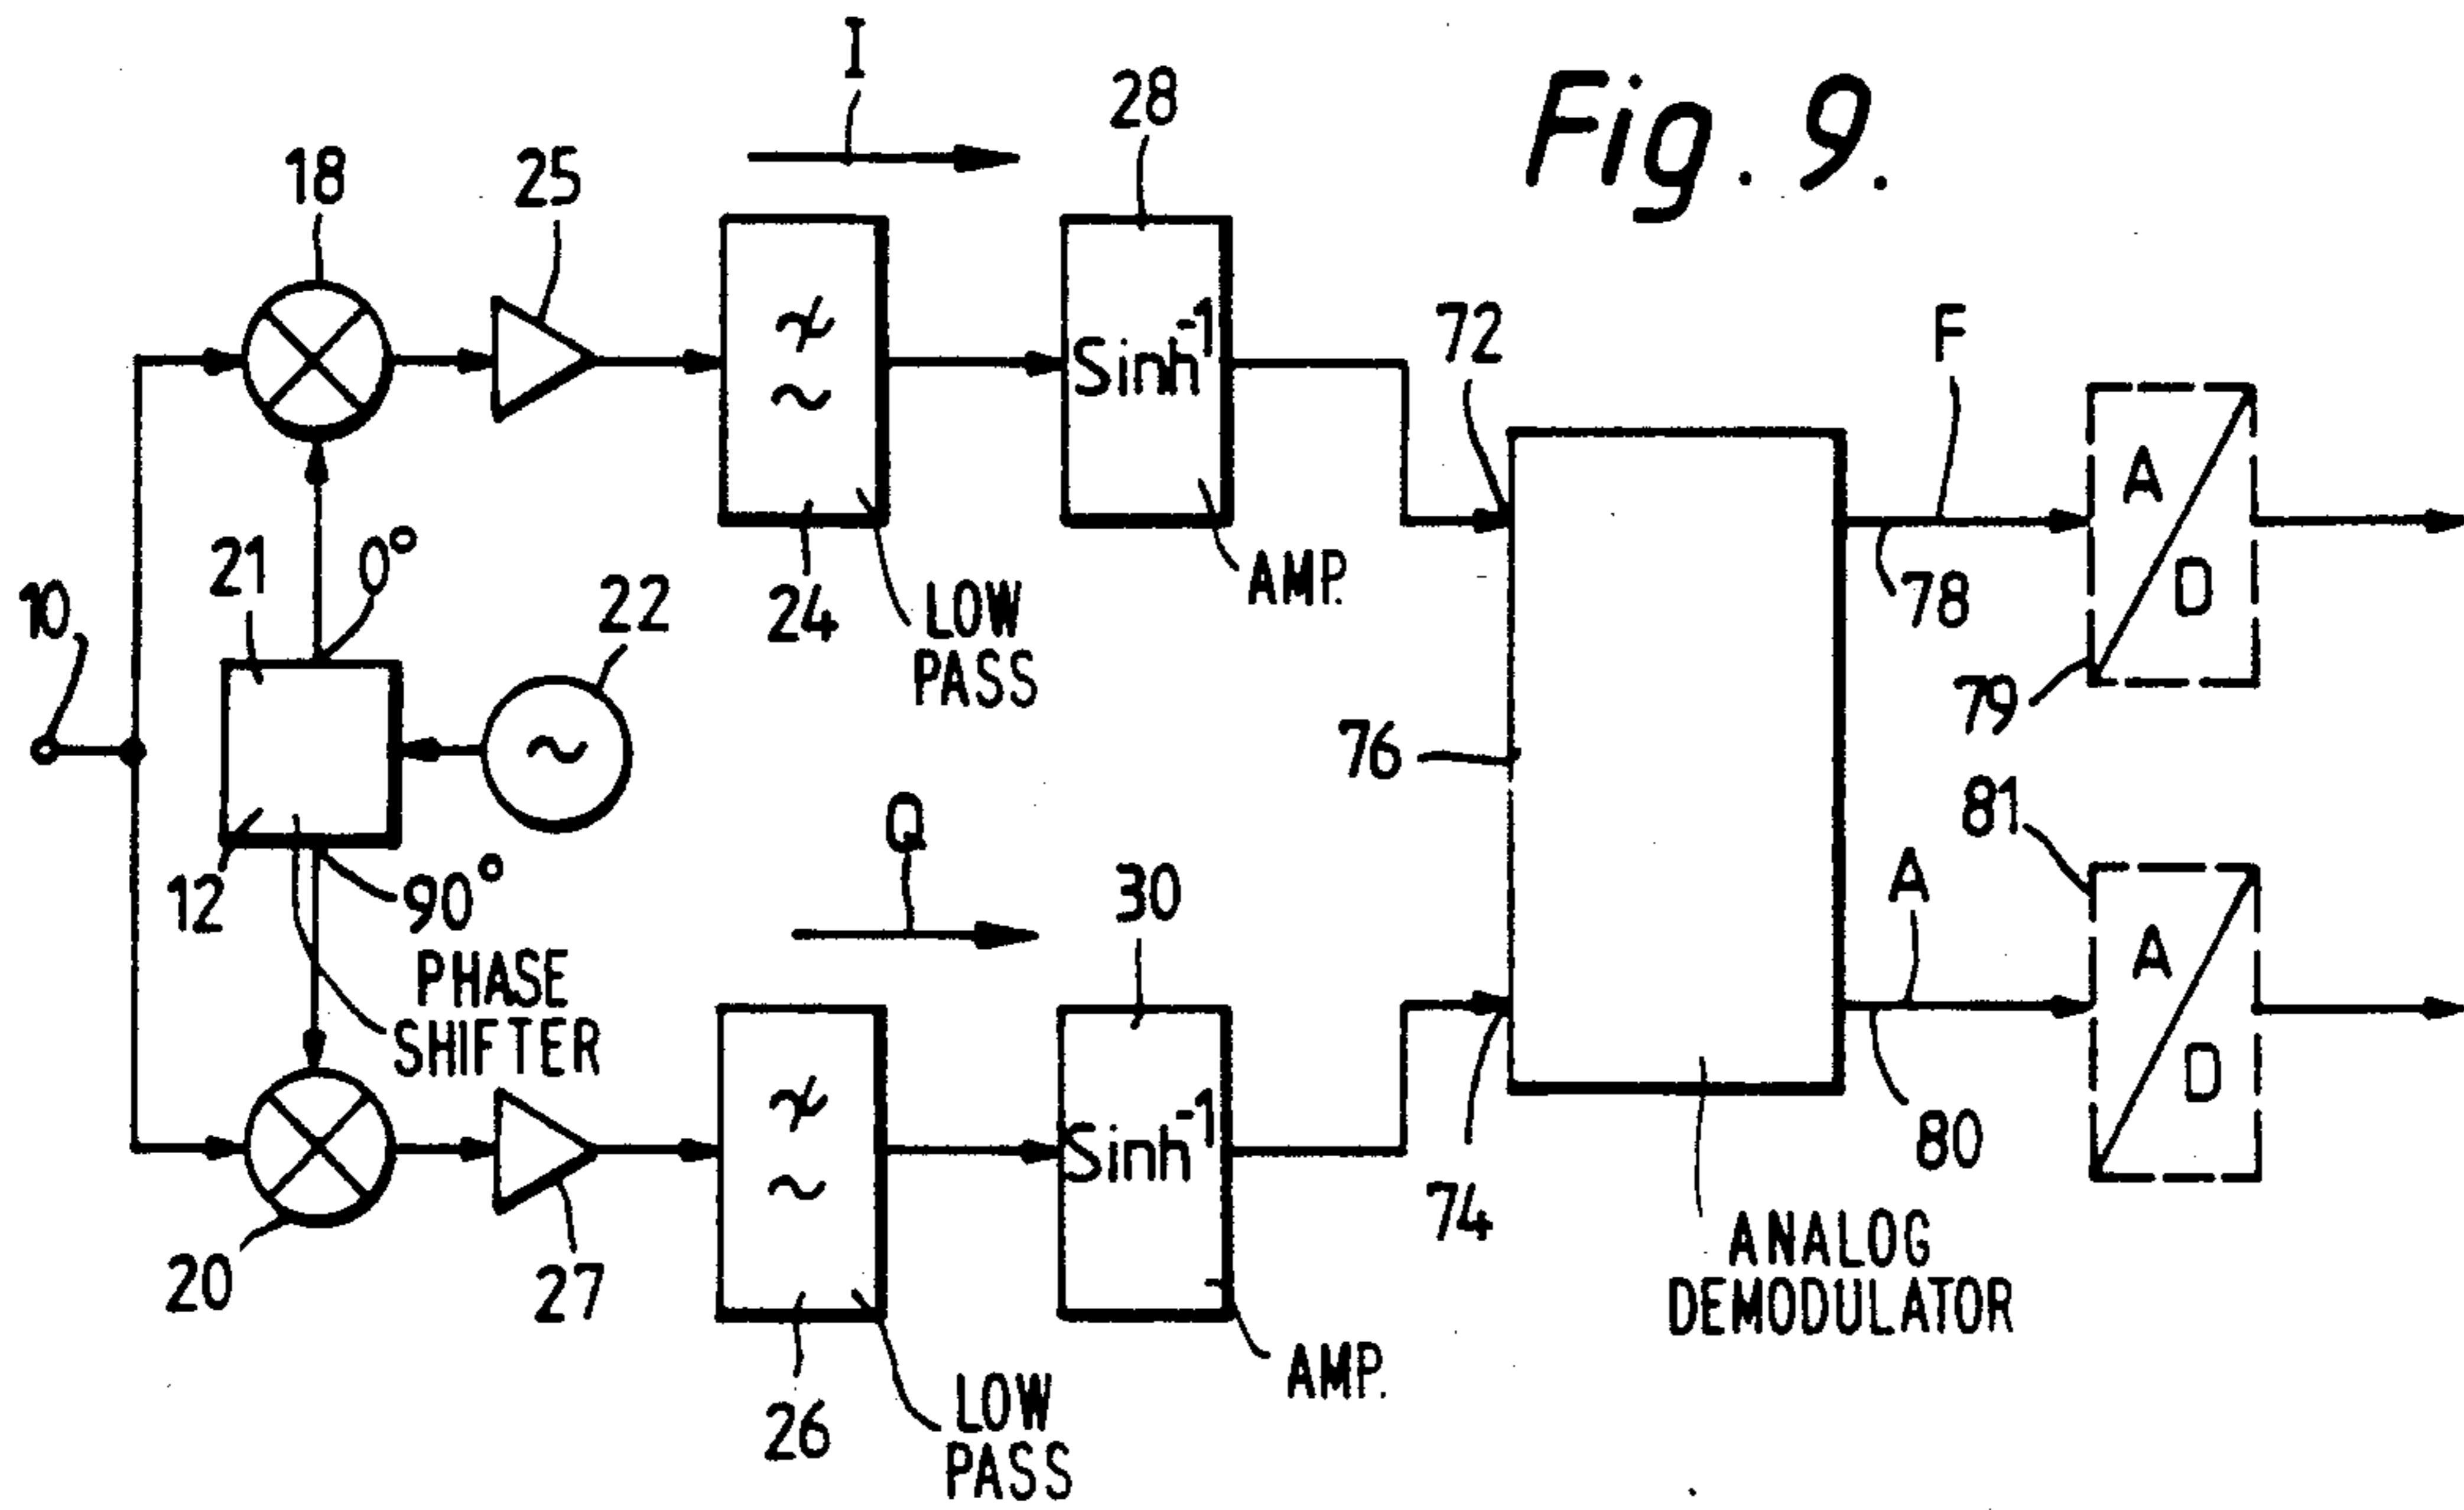 Fig. 9.
I
28
18
25
Sinh-1
72
F
A
D
21
0°
10
22
24
LOW
PASS
AMP.
78
79
76
12
90°
PHASE
SHIFTER
Q
30
81
A
A
D
Sinh-1
80
20
27
74
ANALOG
DEMODULATOR
26
LOW
PASS
AMP.